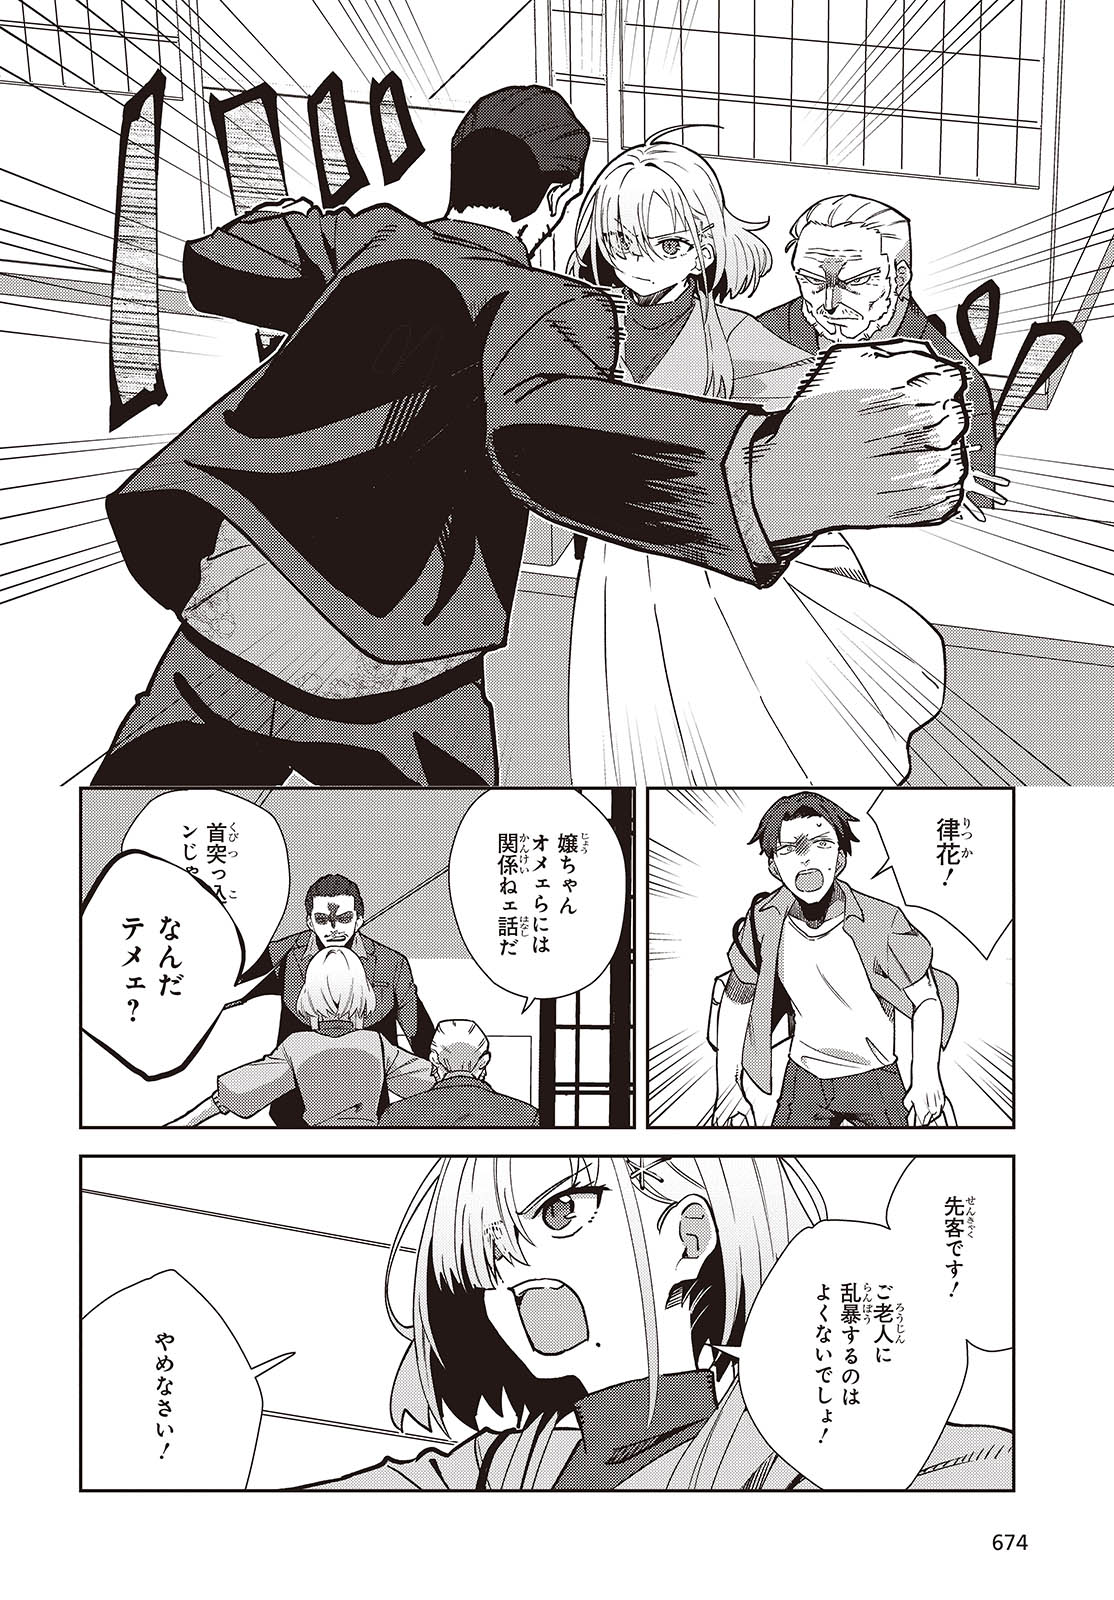 律花！
嬢ちゃん
オメェらには
関係ねェ話だ
首突っ込
ンじゃ
なんだ
テメェ？
先客です！
ご老人に
乱暴するのは
よくないでしょ！
やめなさい！
674